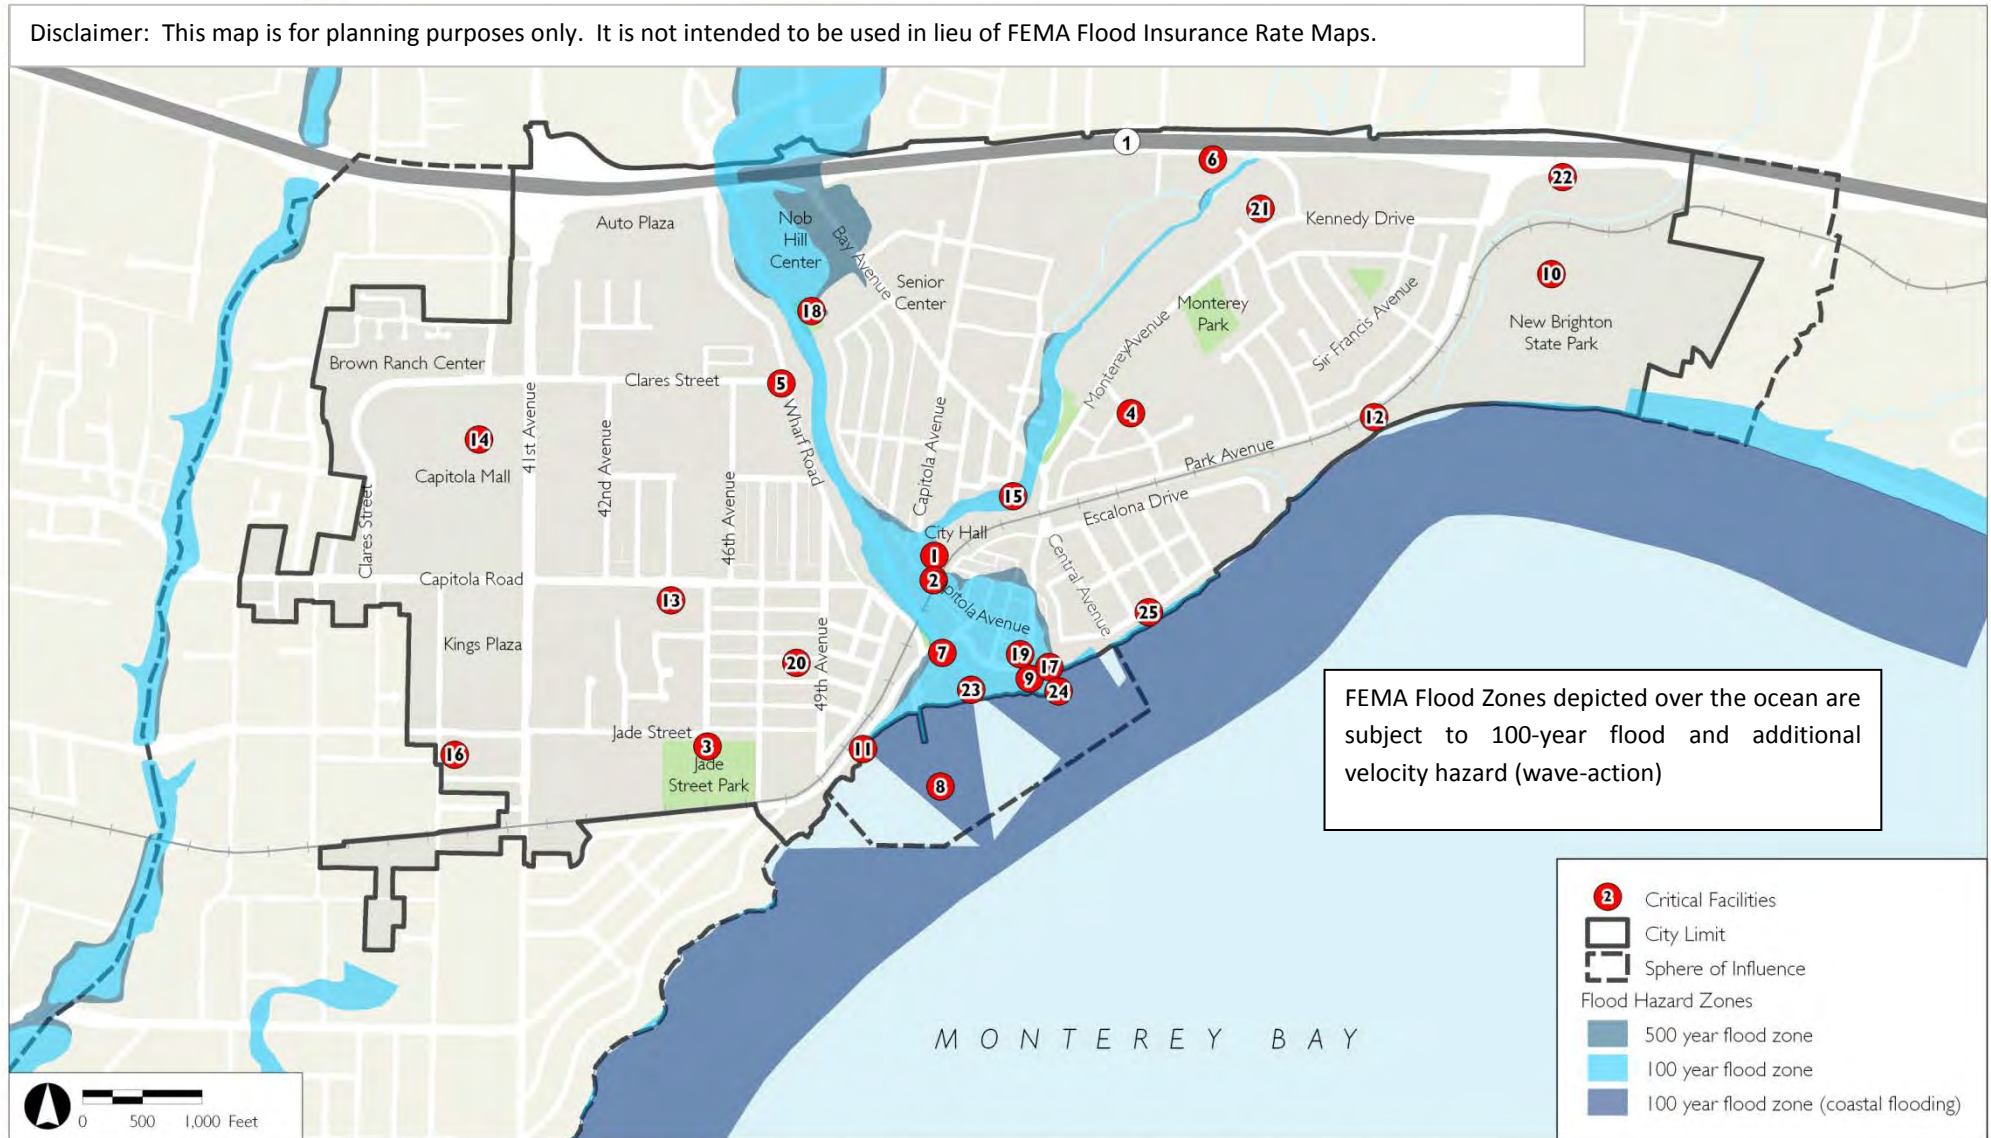 Disclaimer: This map is for planning purposes only. It is not intended to be used in lieu of FEMA Flood Insurance Rate Maps.
1
6
22
21
Auto Plaza
Nob
Hill
Center
Bay Avenue
Kennedy Drive
10
Senior
Center
Monterey
Park
18
Monterey Avenue
Sir Francis Avenue
New Brighton
State Park
Brown Ranch Center
Clares Street
5
41st Avenue
42nd Avenue
Wharf Road
Capitola Avenue
4
12
14
Capitola Mall
46th Avenue
Park Avenue
15
Escalona Drive
Clares Street
City Hall
1
2
Capitola Road
Capitola Avenue
Central Avenue
13
25
Kings Plaza
20
49th Avenue
7
19
17
9
23
24
Jade Street
3
Jade
Street Park
16
11
8
FEMA Flood Zones depicted over the ocean are
subject to 100-year flood and additional
velocity hazard (wave-action)
MONTEREY BAY
2
Critical Facilities
City Limit
Sphere of Influence
Flood Hazard Zones
500 year flood zone
100 year flood zone
100 year flood zone (coastal flooding)
0 500 1,000 Feet